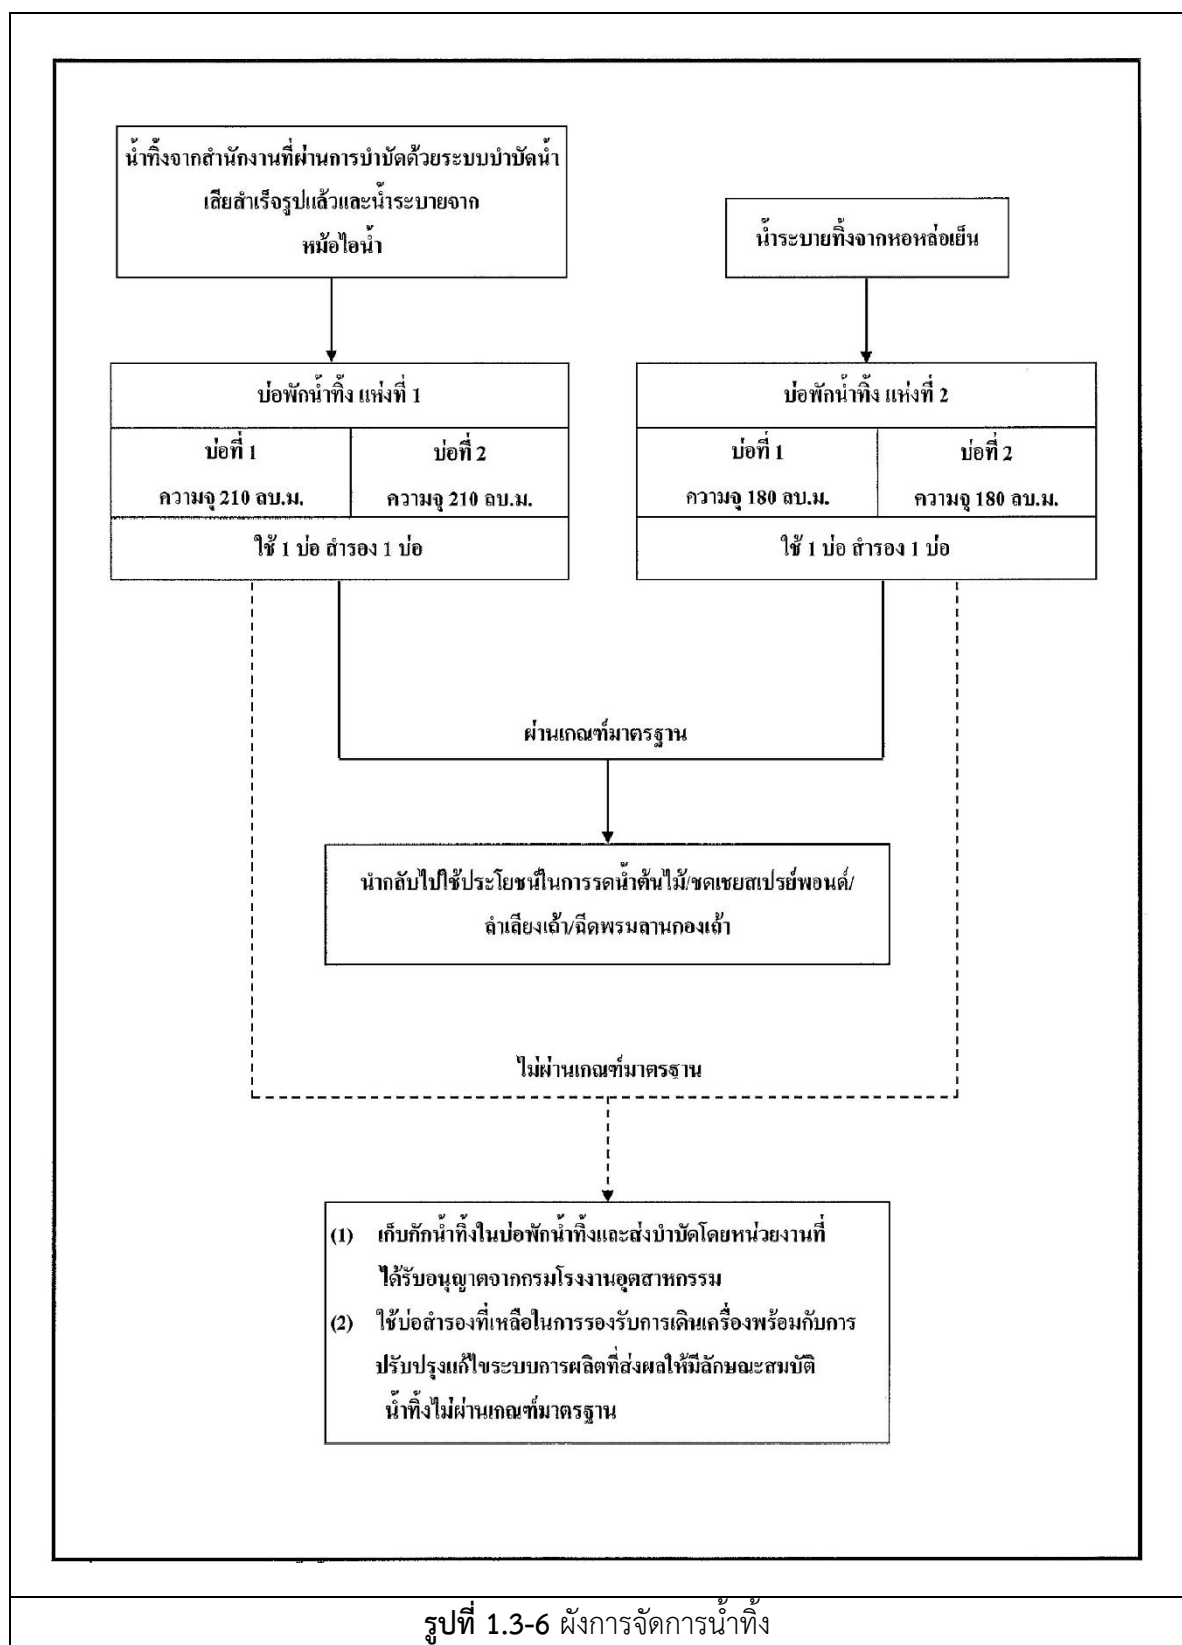 น้ำทิ้งจากสำนักงานที่ผ่านการบำบัดด้วยระบบบำบัดน้ำ
เสียสำเร็จรูปแล้วและน้ำระบายจาก
หม้อไอน้ำ
น้ำระบายทิ้งจากหอหล่อเย็น
บ่อพักน้ำทิ้ง แห่งที่ 1
บ่อที่ 1
ความจุ 210 ลบ.ม.
บ่อที่ 2
ความจุ 210 ลบ.ม.
ใช้ 1 บ่อ สำรอง 1 บ่อ
บ่อพักน้ำทิ้ง แห่งที่ 2
บ่อที่ 1
ความจุ 180 ลบ.ม.
บ่อที่ 2
ความจุ 180 ลบ.ม.
ใช้ 1 บ่อ สำรอง 1 บ่อ
ผ่านเกณฑ์มาตรฐาน
นำกลับไปใช้ประโยชน์ในการรดน้ำต้นไม้/ชดเชยสเปรย์พอนด์/
ลำเลียงเถ้า/ฉีดพรมลานกองเถ้า
ไม่ผ่านเกณฑ์มาตรฐาน
(1) เก็บกักน้ำทิ้งในบ่อพักน้ำทิ้งและส่งบำบัดโดยหน่วยงานที่
ได้รับอนุญาตจากกรมโรงงานอุตสาหกรรม
(2) ใช้บ่อสำรองที่เหลือในการรองรับการเดินเครื่องพร้อมกับการ
ปรับปรุงแก้ไขระบบการผลิตที่ส่งผลให้มีลักษณะสมบัติ
น้ำทิ้งไม่ผ่านเกณฑ์มาตรฐาน
รูปที่ 1.3-6 ผังการจัดการน้ำทิ้ง